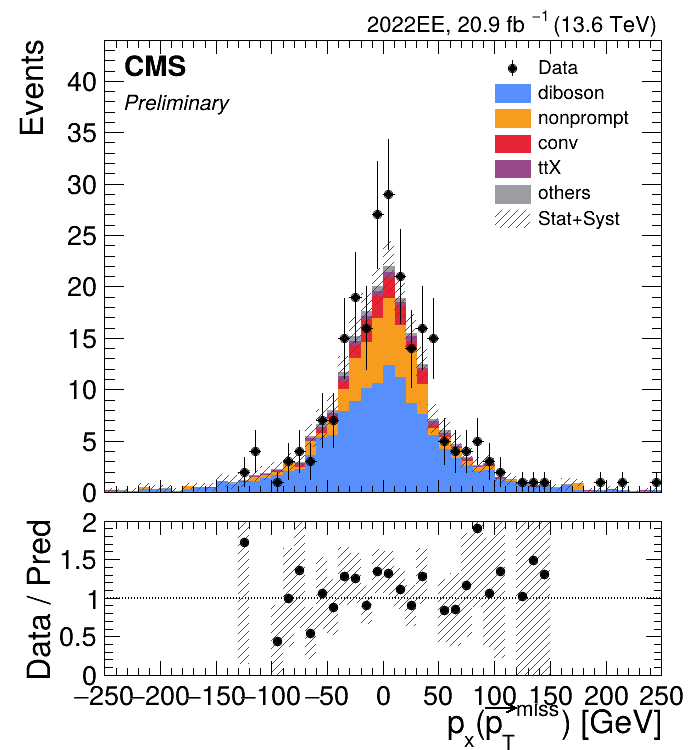 2022EE, 20.9 fb⁻¹ (13.6 TeV)
Events
CMS
Preliminary
Data
diboson
nonprompt
conv
ttX
others
Stat+Syst
40
35
30
25
20
15
10
5
0
Data / Pred
2
1.5
1
0.5
0
−250 −200 −150 −100 −50 0 50 100 150 200 250
pₓ(p⃗_T^miss) [GeV]